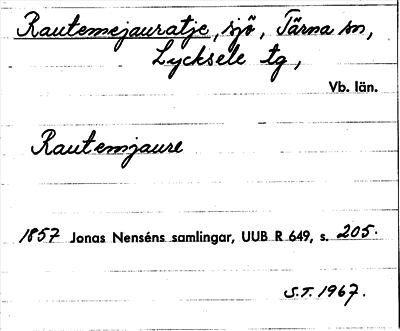 Rautemejauratje, sjö, Tärna sn,
Lycksele tg,
Vb. län.
Rautemjaure
1857 Jonas Nenséns samlingar, UUB R 649, s. 205.
S.T. 1967.